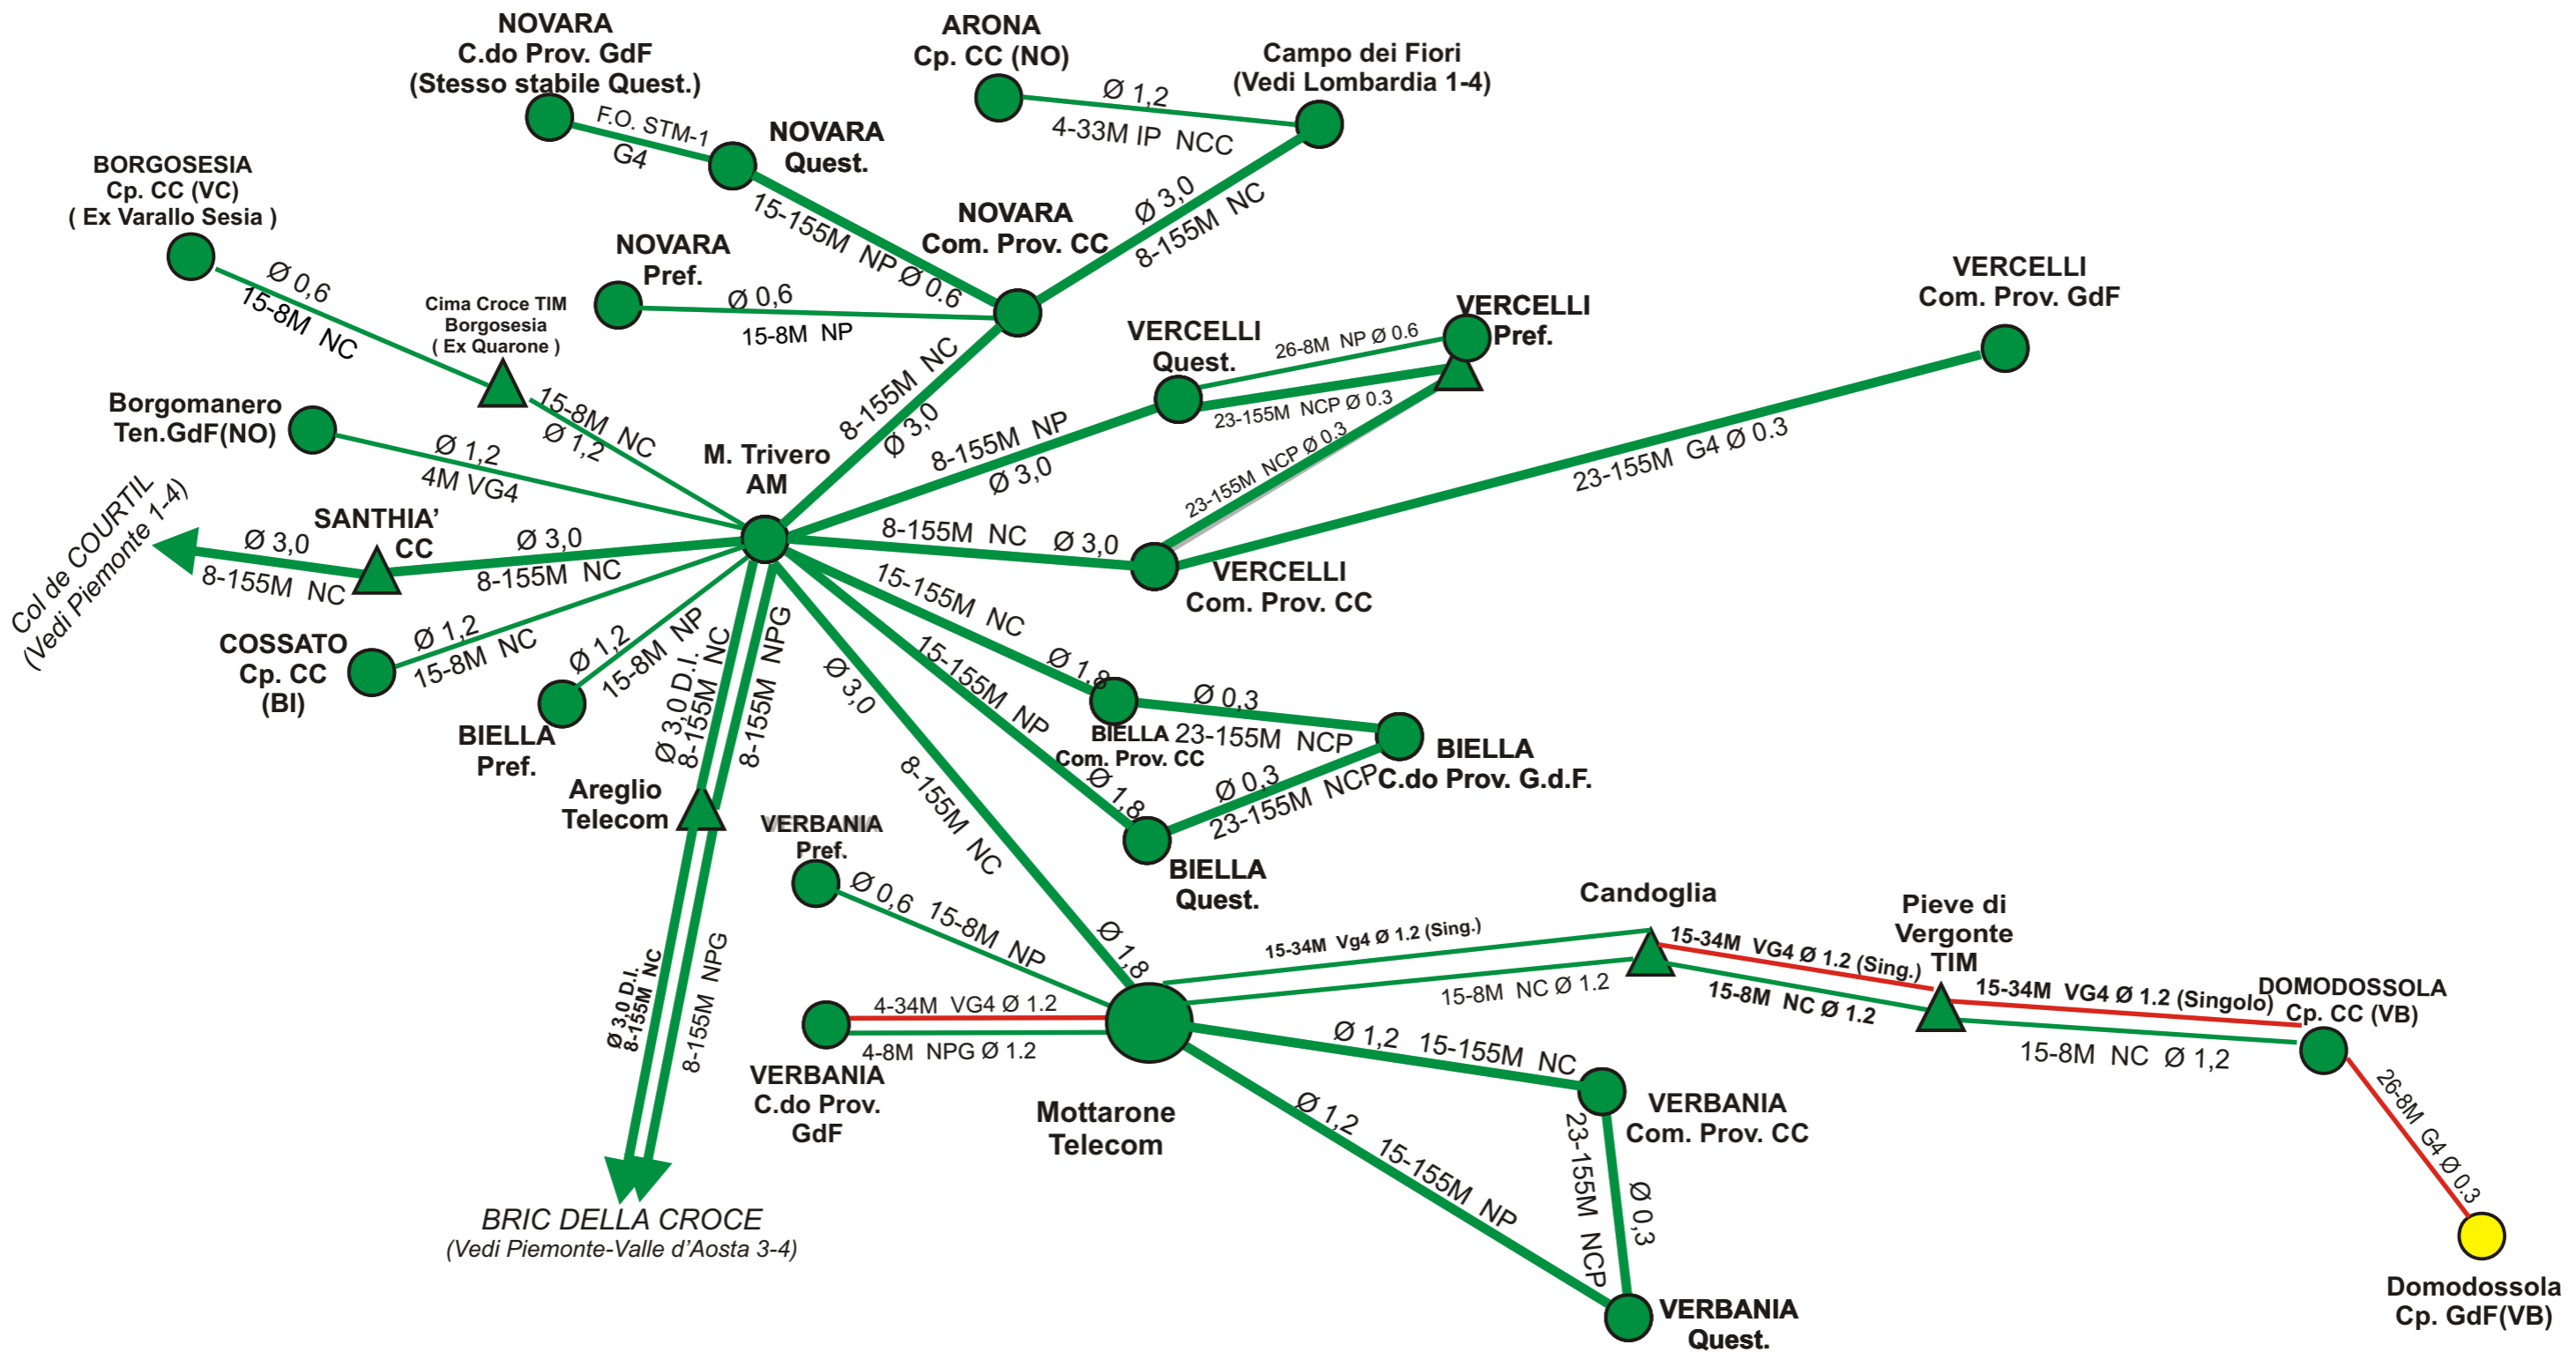 NOVARA
C.do Prov. GdF
(Stesso stabile Quest.)
F.O. STM-1
G4
NOVARA
Quest.
15-155M NP Ø 0.6
ARONA
Cp. CC (NO)
Ø 1,2
4-33M IP NCC
Campo dei Fiori
(Vedi Lombardia 1-4)
Ø 3,0
8-155M NC
NOVARA
Com. Prov. CC
NOVARA
Pref.
Ø 0,6
15-8M NP
BORGOSESIA
Cp. CC (VC)
( Ex Varallo Sesia )
Ø 0,6
15-8M NC
Cima Croce TIM
Borgosesia
( Ex Quarone )
15-8M NC
Ø 1,2
Borgomanero
Ten.GdF(NO)
Ø 1,2
4M VG4
M. Trivero
AM
8-155M NC
Ø 3,0
8-155M NP
Ø 3,0
VERCELLI
Quest.
26-8M NP Ø 0.6
23-155M NCP Ø 0.3
VERCELLI
Pref.
23-155M NCP Ø 0.3
VERCELLI
Com. Prov. GdF
23-155M G4 Ø 0.3
8-155M NC Ø 3,0
VERCELLI
Com. Prov. CC
Col de COURTIL
(Vedi Piemonte 1-4)
Ø 3,0
8-155M NC
SANTHIA’
CC
Ø 3,0
8-155M NC
COSSATO
Cp. CC
(BI)
Ø 1,2
15-8M NC
BIELLA
Pref.
Ø 1,2
15-8M NP
Ø 3,0 D.I.
8-155M NC
8-155M NPG
Areglio
Telecom
Ø 3,0 D.I.
8-155M NC
8-155M NPG
BRIC DELLA CROCE
(Vedi Piemonte-Valle d’Aosta 3-4)
15-155M NC
Ø 1,8
BIELLA
Com. Prov. CC
Ø 0,3
23-155M NCP
BIELLA
C.do Prov. G.d.F.
15-155M NP
Ø 1,8
Ø 0,3
23-155M NCP
BIELLA
Quest.
Ø 3,0
8-155M NC
Ø 1,8
VERBANIA
Pref.
Ø 0,6 15-8M NP
4-34M VG4 Ø 1.2
4-8M NPG Ø 1.2
VERBANIA
C.do Prov.
GdF
Mottarone
Telecom
15-34M Vg4 Ø 1.2 (Sing.)
15-8M NC Ø 1.2
Candoglia
15-34M VG4 Ø 1.2 (Sing.)
15-8M NC Ø 1.2
Pieve di
Vergonte
TIM
15-34M VG4 Ø 1.2 (Singolo)
15-8M NC Ø 1,2
DOMODOSSOLA
Cp. CC (VB)
26-8M G4 Ø 0.3
Domodossola
Cp. GdF(VB)
Ø 1,2 15-155M NC
VERBANIA
Com. Prov. CC
Ø 1,2 15-155M NP
23-155M NCP
Ø 0,3
VERBANIA
Quest.